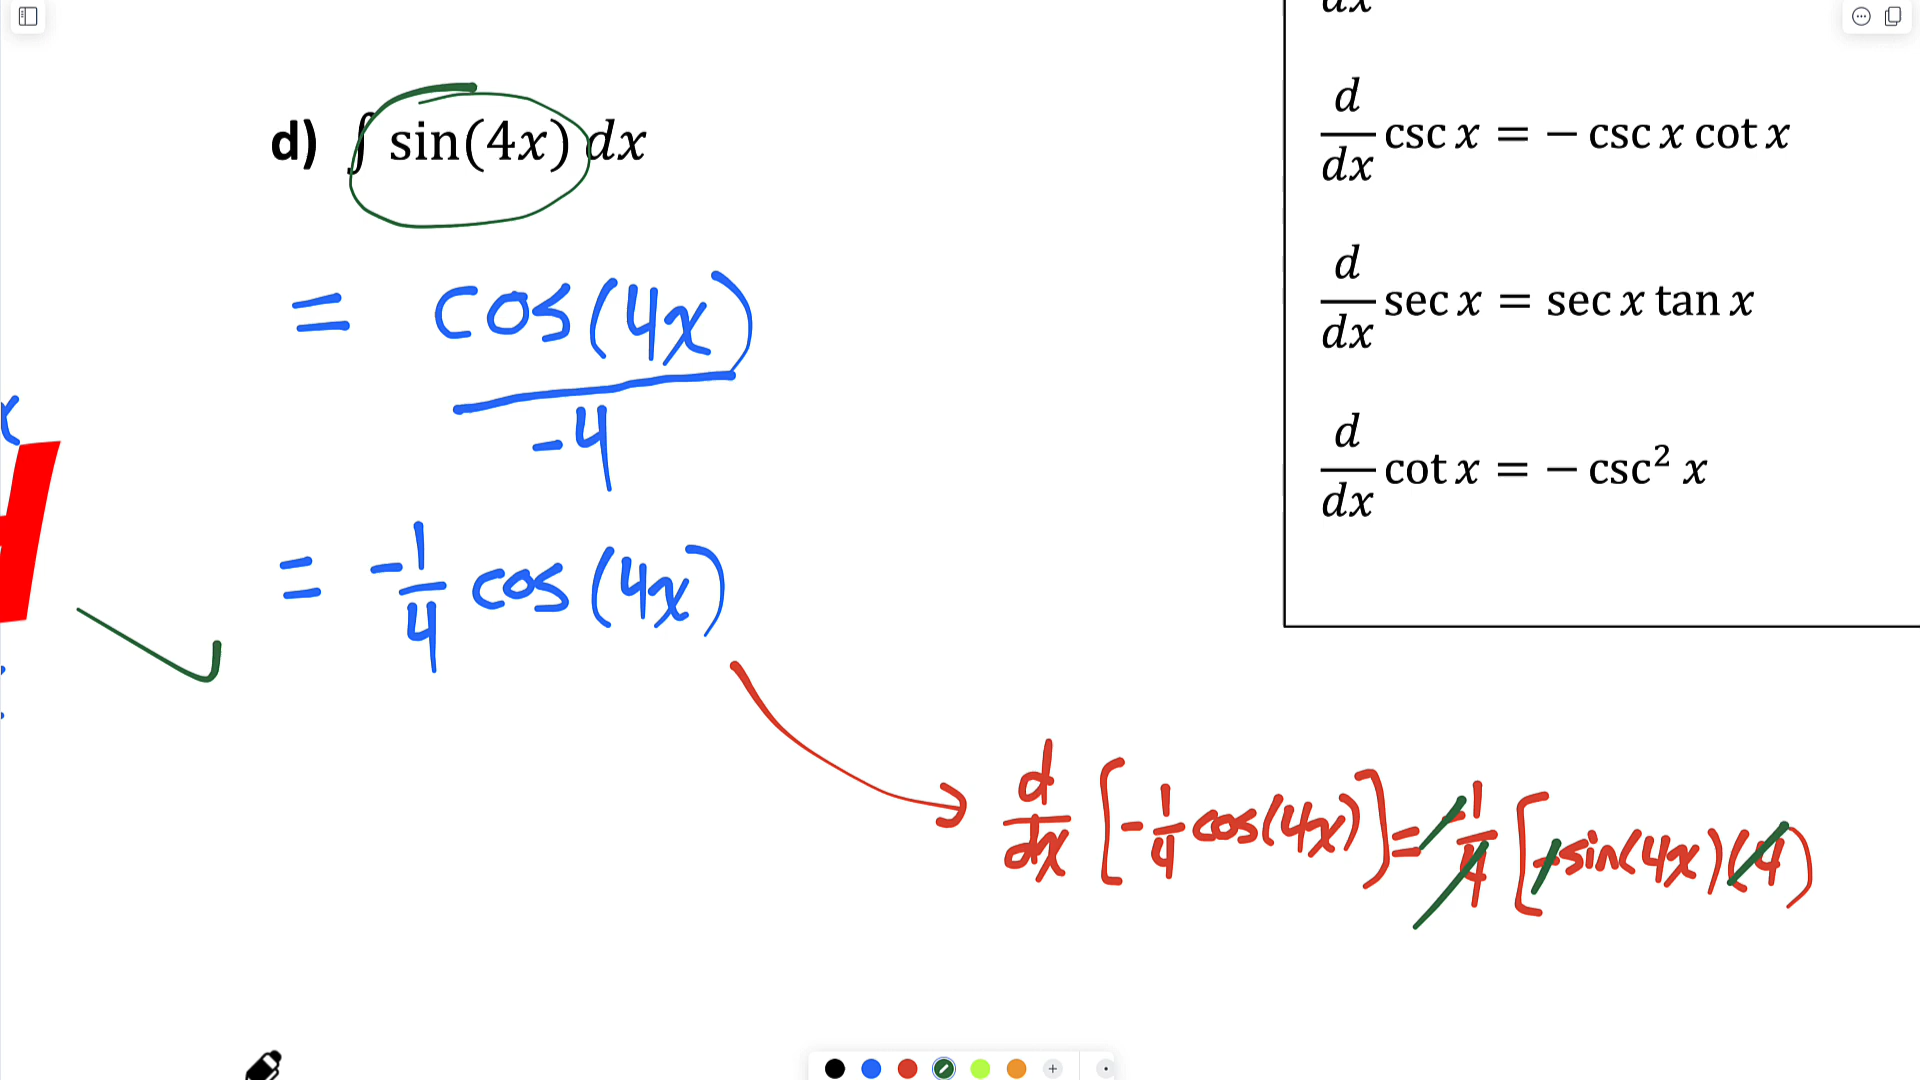 d) ∫ sin(4x) dx
= cos(4x) / -4
= -1/4 cos(4x)
dx
d/dx csc x = − csc x cot x
d/dx sec x = sec x tan x
d/dx cot x = − csc² x
d/dx [-1/4 cos(4x)] = -1/4 [-sin(4x)(4)